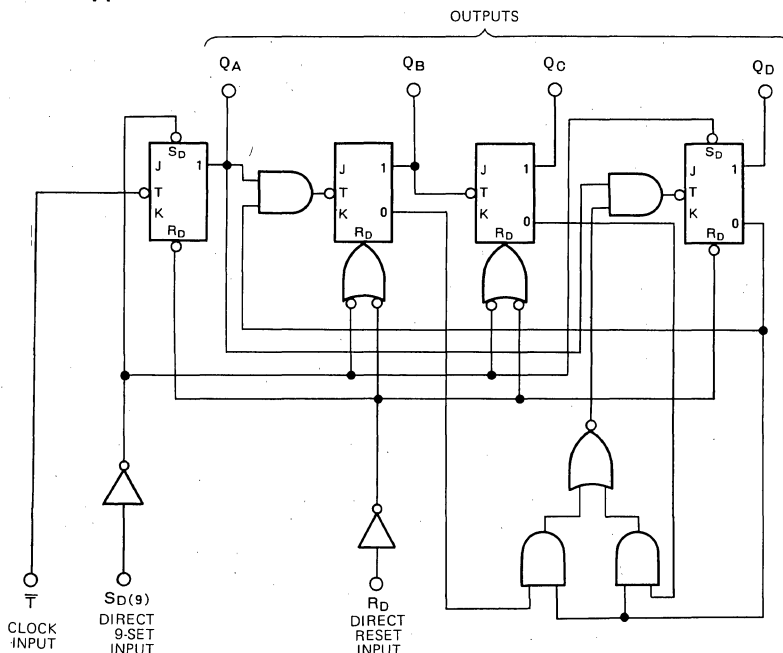 OUTPUTS
QA QB QC QD
SD SD
J 1 J 1 J 1 J 1
T T T T
K K 0 K 0 K 0
RD RD RD RD
T̅ SD(9) RD
CLOCK INPUT
DIRECT 9-SET INPUT
DIRECT RESET INPUT